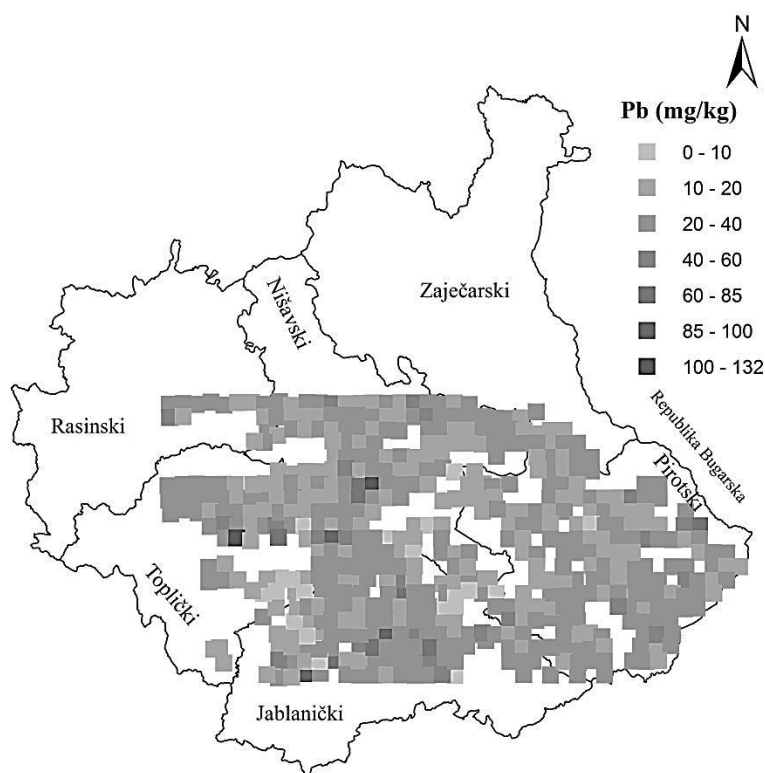 N
Pb (mg/kg)
0 - 10
10 - 20
20 - 40
40 - 60
60 - 85
85 - 100
100 - 132
Zaječarski
Nišavski
Rasinski
Republika Bugarska
Pirotski
Toplički
Jablanički